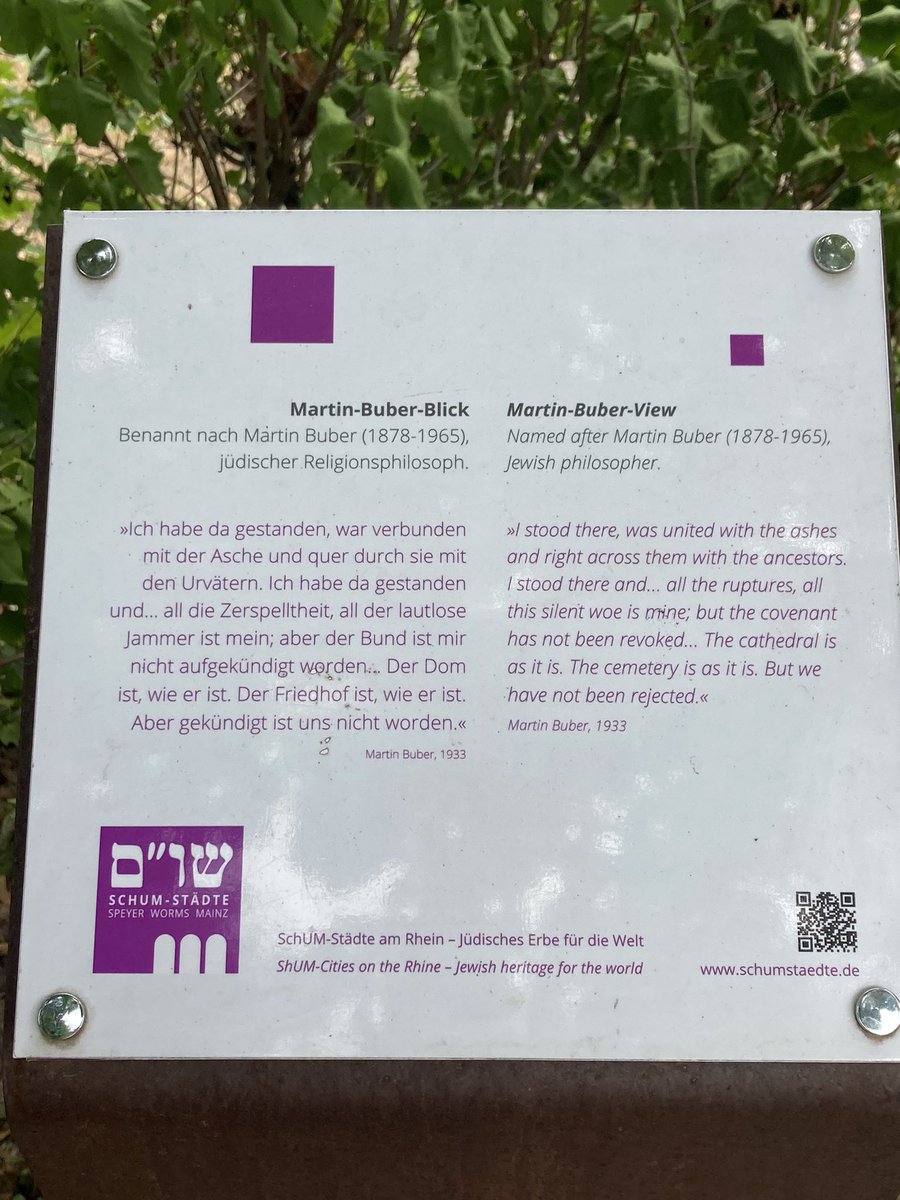 Martin-Buber-Blick
Benannt nach Martin Buber (1878-1965),
jüdischer Religionsphilosoph.
»Ich habe da gestanden, war verbunden
mit der Asche und quer durch sie mit
den Urvätern. Ich habe da gestanden
und... all die Zerspelltheit, all der lautlose
Jammer ist mein; aber der Bund ist mir
nicht aufgekündigt worden... Der Dom
ist, wie er ist. Der Friedhof ist, wie er ist.
Aber gekündigt ist uns nicht worden.«
Martin Buber, 1933
Martin-Buber-View
Named after Martin Buber (1878-1965),
Jewish philosopher.
»I stood there, was united with the ashes
and right across them with the ancestors.
I stood there and... all the ruptures, all
this silent woe is mine; but the covenant
has not been revoked... The cathedral is
as it is. The cemetery is as it is. But we
have not been rejected.«
Martin Buber, 1933
שו״ם
SCHUM-STÄDTE
SPEYER WORMS MAINZ
SchUM-Städte am Rhein – Jüdisches Erbe für die Welt
ShUM-Cities on the Rhine – Jewish heritage for the world
www.schumstaedte.de